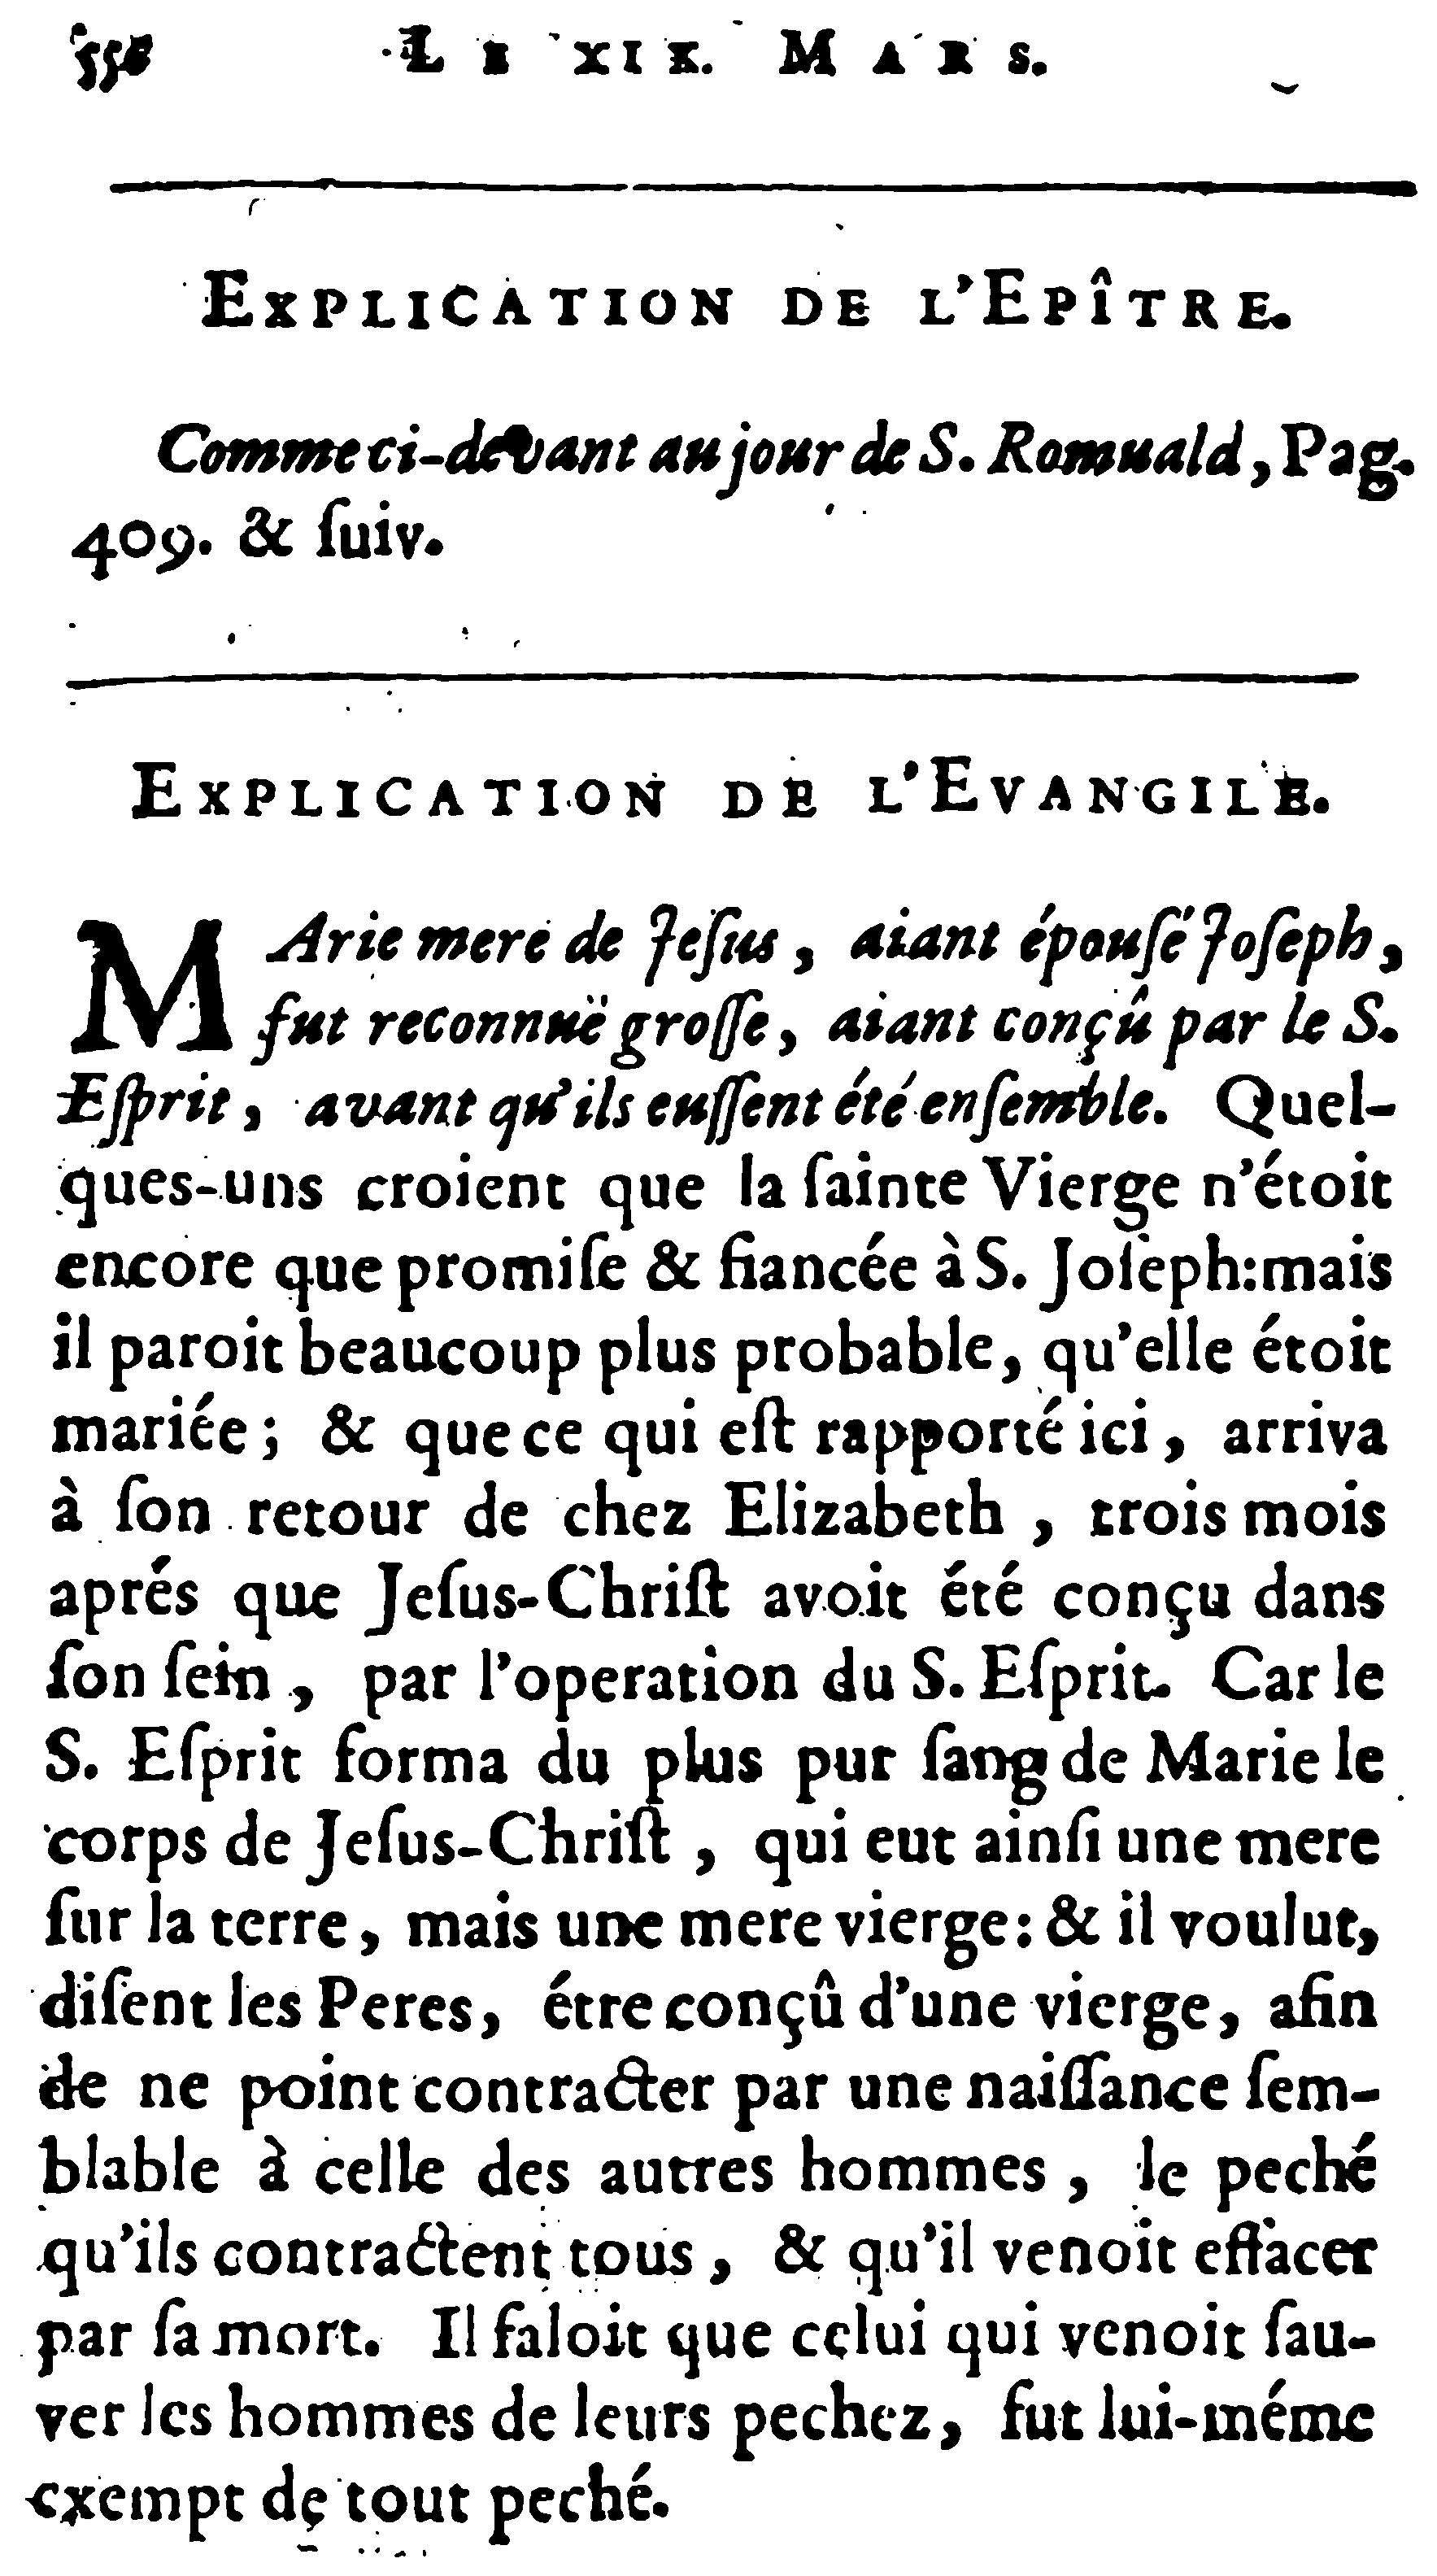 LE XIX. MARS.
EXPLICATION DE L'EPÎTRE.
Comme ci-devant au jour de S. Romuald, Pag.
409. & ſuiv.
EXPLICATION DE L'EVANGILE.
MArie mere de Jeſus, aiant épouſé Joſeph,
fut reconnuë groſſe, aiant conçû par le S.
Eſprit, avant qu'ils euſſent été enſemble. Quel-
ques-uns croient que la ſainte Vierge n'étoit
encore que promiſe & fiancée à S. Joſeph: mais
il paroit beaucoup plus probable, qu'elle étoit
mariée; & que ce qui eſt rapporté ici, arriva
à ſon retour de chez Elizabeth, trois mois
aprés que Jeſus-Chriſt avoit été conçu dans
ſon ſein, par l'operation du S. Eſprit. Car le
S. Eſprit forma du plus pur ſang de Marie le
corps de Jeſus-Chriſt, qui eut ainſi une mere
ſur la terre, mais une mere vierge: & il voulut,
diſent les Peres, étre conçû d'une vierge, afin
de ne point contracter par une naiſſance ſem-
blable à celle des autres hommes, le peché
qu'ils contractent tous, & qu'il venoit effacer
par ſa mort. Il faloit que celui qui venoit ſau-
ver les hommes de leurs pechez, fut lui-méme
exempt de tout peché.